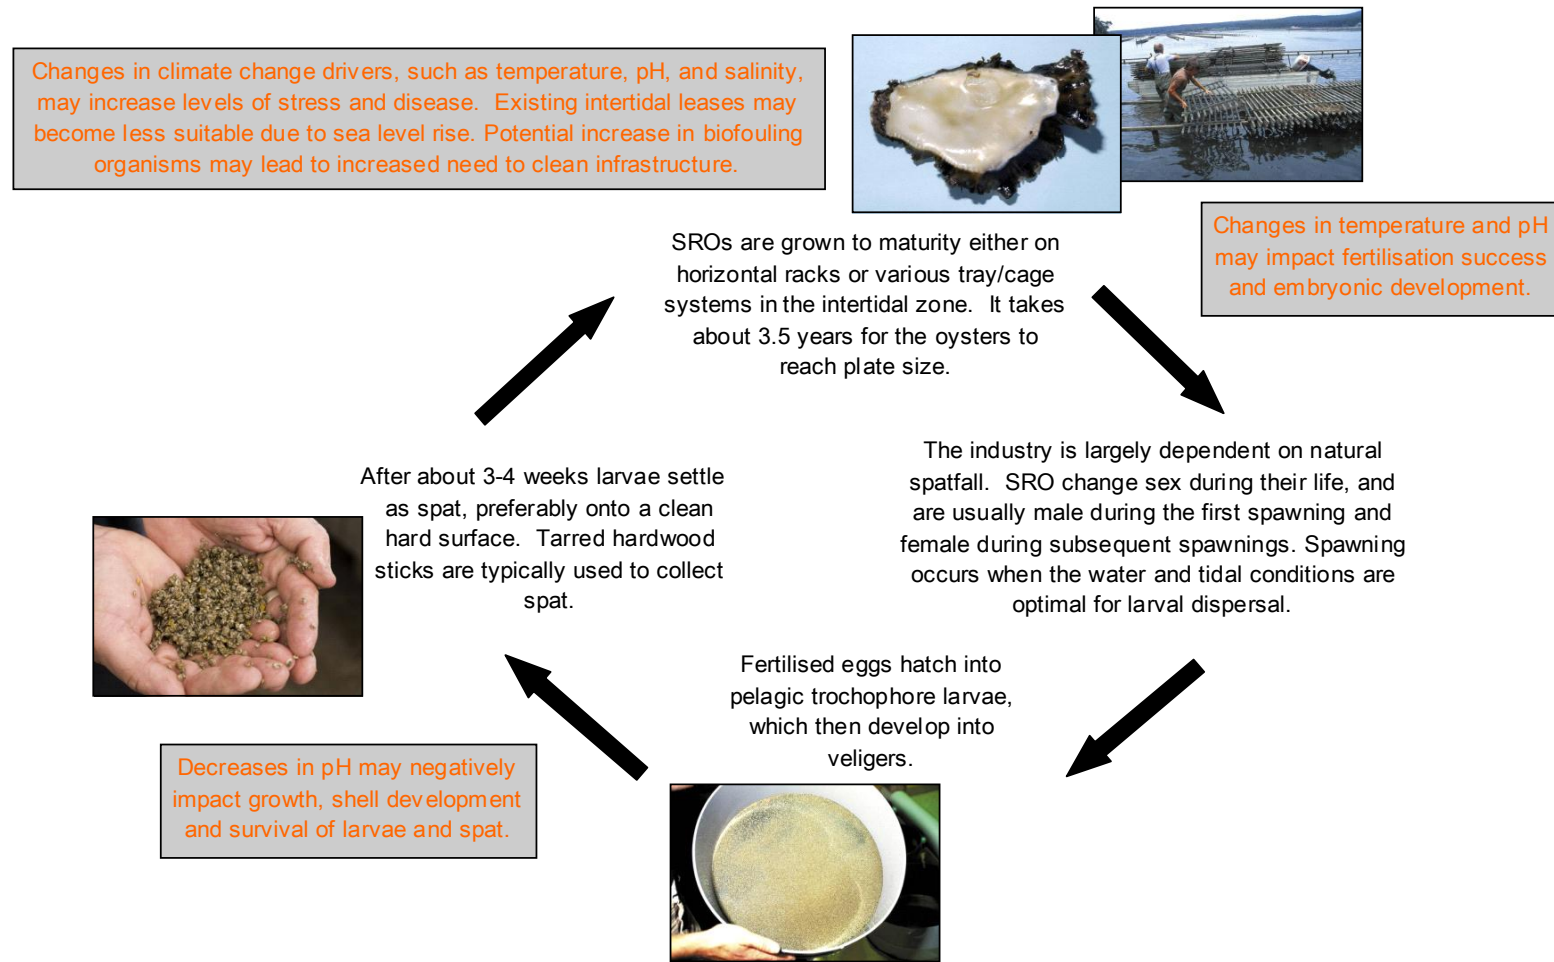 Changes in climate change drivers, such as temperature, pH, and salinity,
may increase levels of stress and disease. Existing intertidal leases may
become less suitable due to sea level rise. Potential increase in biofouling
organisms may lead to increased need to clean infrastructure.
Changes in temperature and pH
may impact fertilisation success
and embryonic development.
SROs are grown to maturity either on
horizontal racks or various tray/cage
systems in the intertidal zone. It takes
about 3.5 years for the oysters to
reach plate size.
The industry is largely dependent on natural
spatfall. SRO change sex during their life, and
are usually male during the first spawning and
female during subsequent spawnings. Spawning
occurs when the water and tidal conditions are
optimal for larval dispersal.
After about 3-4 weeks larvae settle
as spat, preferably onto a clean
hard surface. Tarred hardwood
sticks are typically used to collect
spat.
Fertilised eggs hatch into
pelagic trochophore larvae,
which then develop into
veligers.
Decreases in pH may negatively
impact growth, shell development
and survival of larvae and spat.